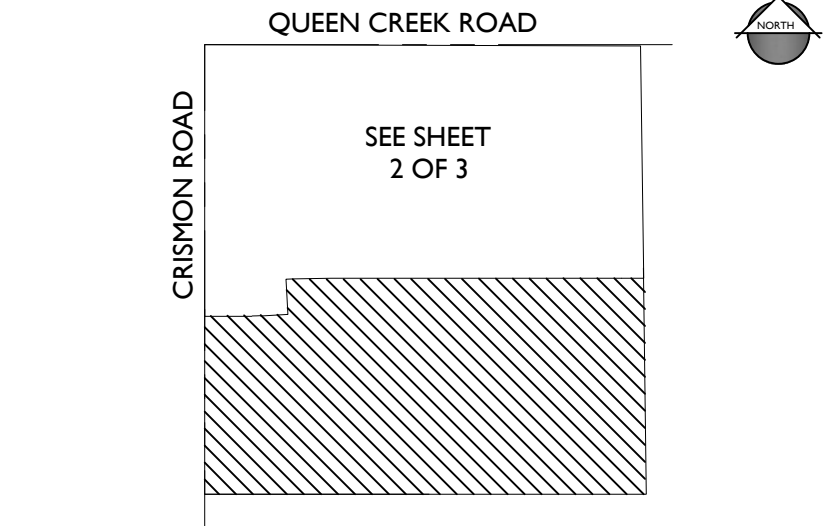 QUEEN CREEK ROAD
NORTH
CRISMON ROAD
SEE SHEET
2 OF 3